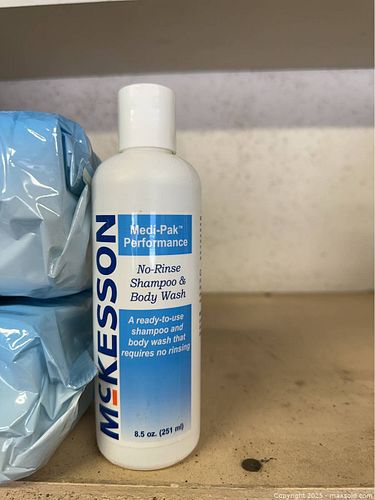 McKESSON
Medi-Pak™
Performance
No-Rinse
Shampoo &
Body Wash
A ready-to-use
shampoo and
body wash that
requires no rinsing
8.5 oz. (251 ml)
Copyright 2025 - maxsold.com